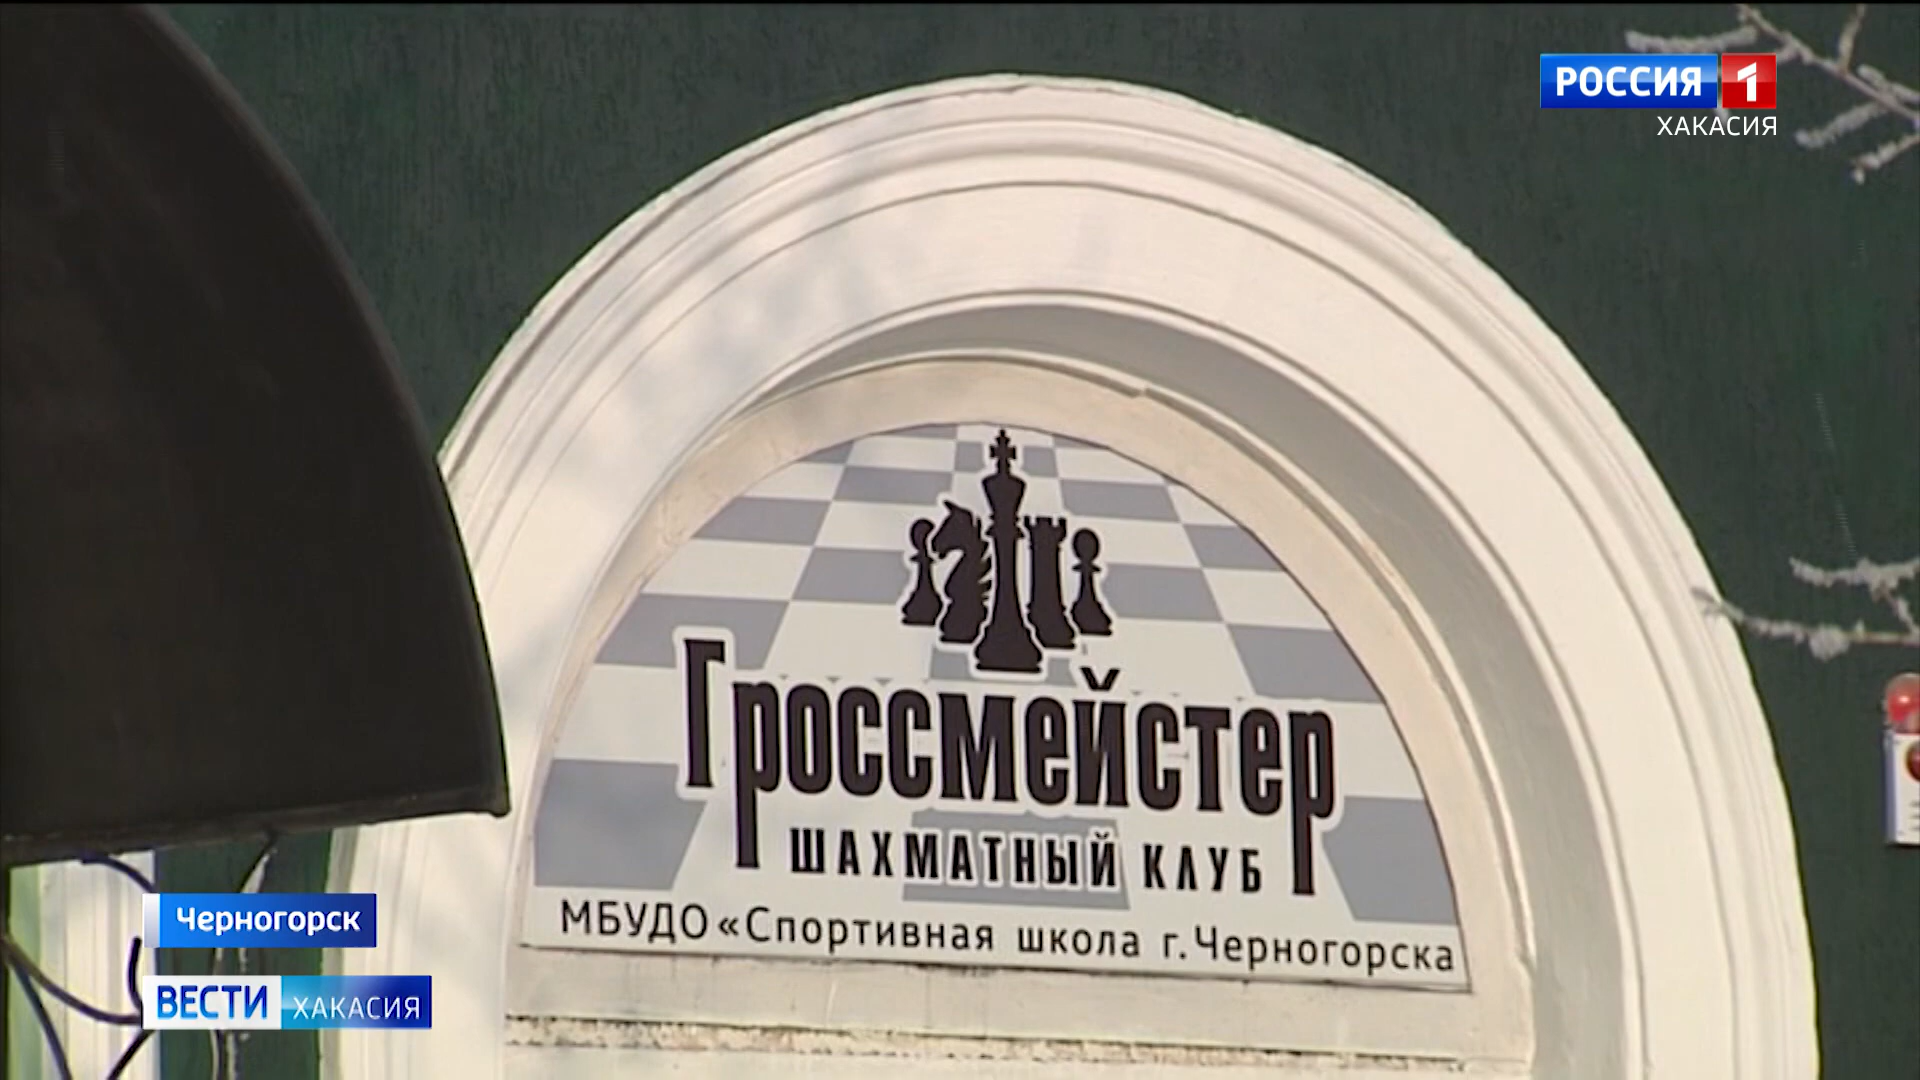 РОССИЯ 1
ХАКАСИЯ
Гроссмейстер
ШАХМАТНЫЙ КЛУБ
МБУДО «Спортивная школа г.Черногорска
Черногорск
ВЕСТИ ХАКАСИЯ